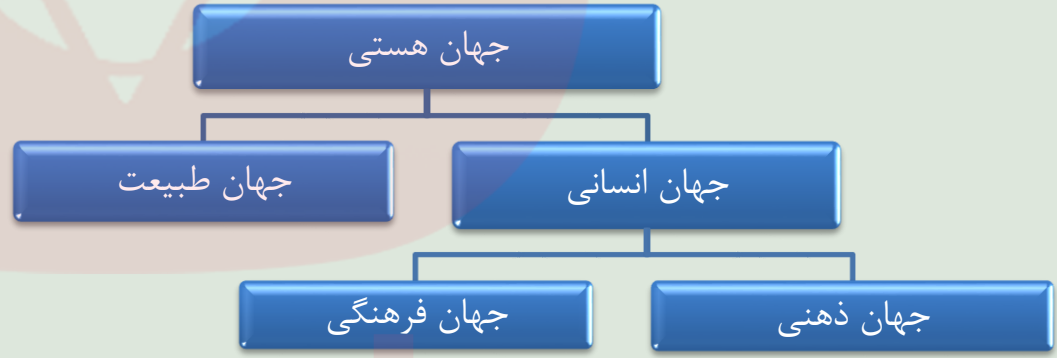 جهان هستی
جهان انسانی
جهان طبیعت
جهان ذهنی
جهان فرهنگی